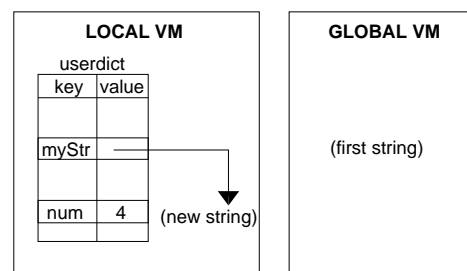 LOCAL VM
userdict
key value
myStr
num 4
(new string)
GLOBAL VM
(first string)